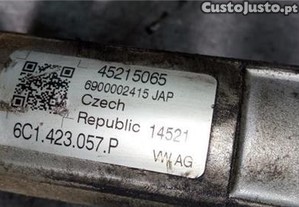 CustoJusto.pt
45215065
6900002415 JAP
Czech
Republic 14521
6C1.423.057.P
VW AG